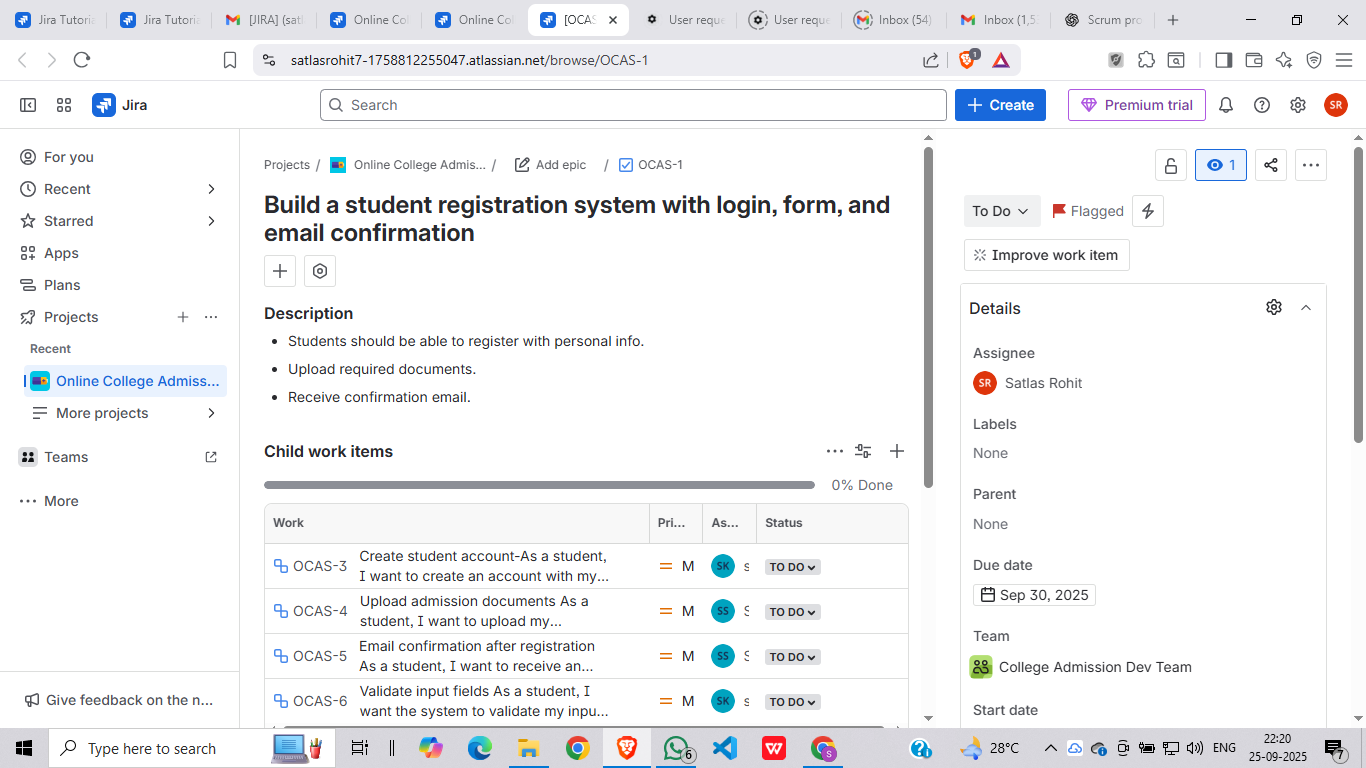 Jira Tutoria
Jira Tutoria
[JIRA] (satl
Online Col
Online Col
[OCAS
User reque
User reque
Inbox (54)
Inbox (1,5
Scrum pro
satlasrohit7-1758812255047.atlassian.net/browse/OCAS-1
1
Jira
Search
Create
Premium trial
SR
For you
Recent
Starred
Apps
Plans
Projects
Recent
Online College Admiss...
More projects
Teams
More
Give feedback on the n...
Projects / Online College Admis... / Add epic / OCAS-1
Build a student registration system with login, form, and
email confirmation
Description
• Students should be able to register with personal info.
• Upload required documents.
• Receive confirmation email.
Child work items
0% Done
Work Pri... As... Status
OCAS-3 Create student account-As a student,
I want to create an account with my...
M SK s TO DO
OCAS-4 Upload admission documents As a
student, I want to upload my...
M SS S TO DO
OCAS-5 Email confirmation after registration
As a student, I want to receive an...
M SS S TO DO
OCAS-6 Validate input fields As a student, I
want the system to validate my inpu...
M SK s TO DO
1
To Do
Flagged
Improve work item
Details
Assignee
SR Satlas Rohit
Labels
None
Parent
None
Due date
Sep 30, 2025
Team
College Admission Dev Team
Start date
Type here to search
6
W
S
28°C
ENG
22:20
25-09-2025
7